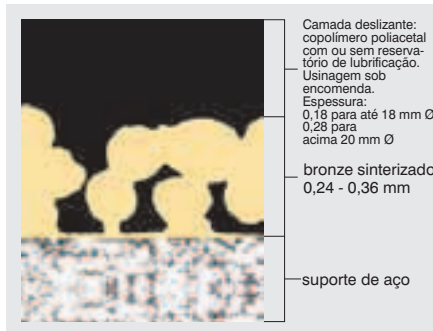 Camada deslizante:
copolímero poliacetal
com ou sem reserva-
tório de lubrificação.
Usinagem sob
encomenda.
Espessura:
0,18 para até 18 mm Ø
0,28 para
acima 20 mm Ø
bronze sinterizado
0,24 - 0,36 mm
suporte de aço